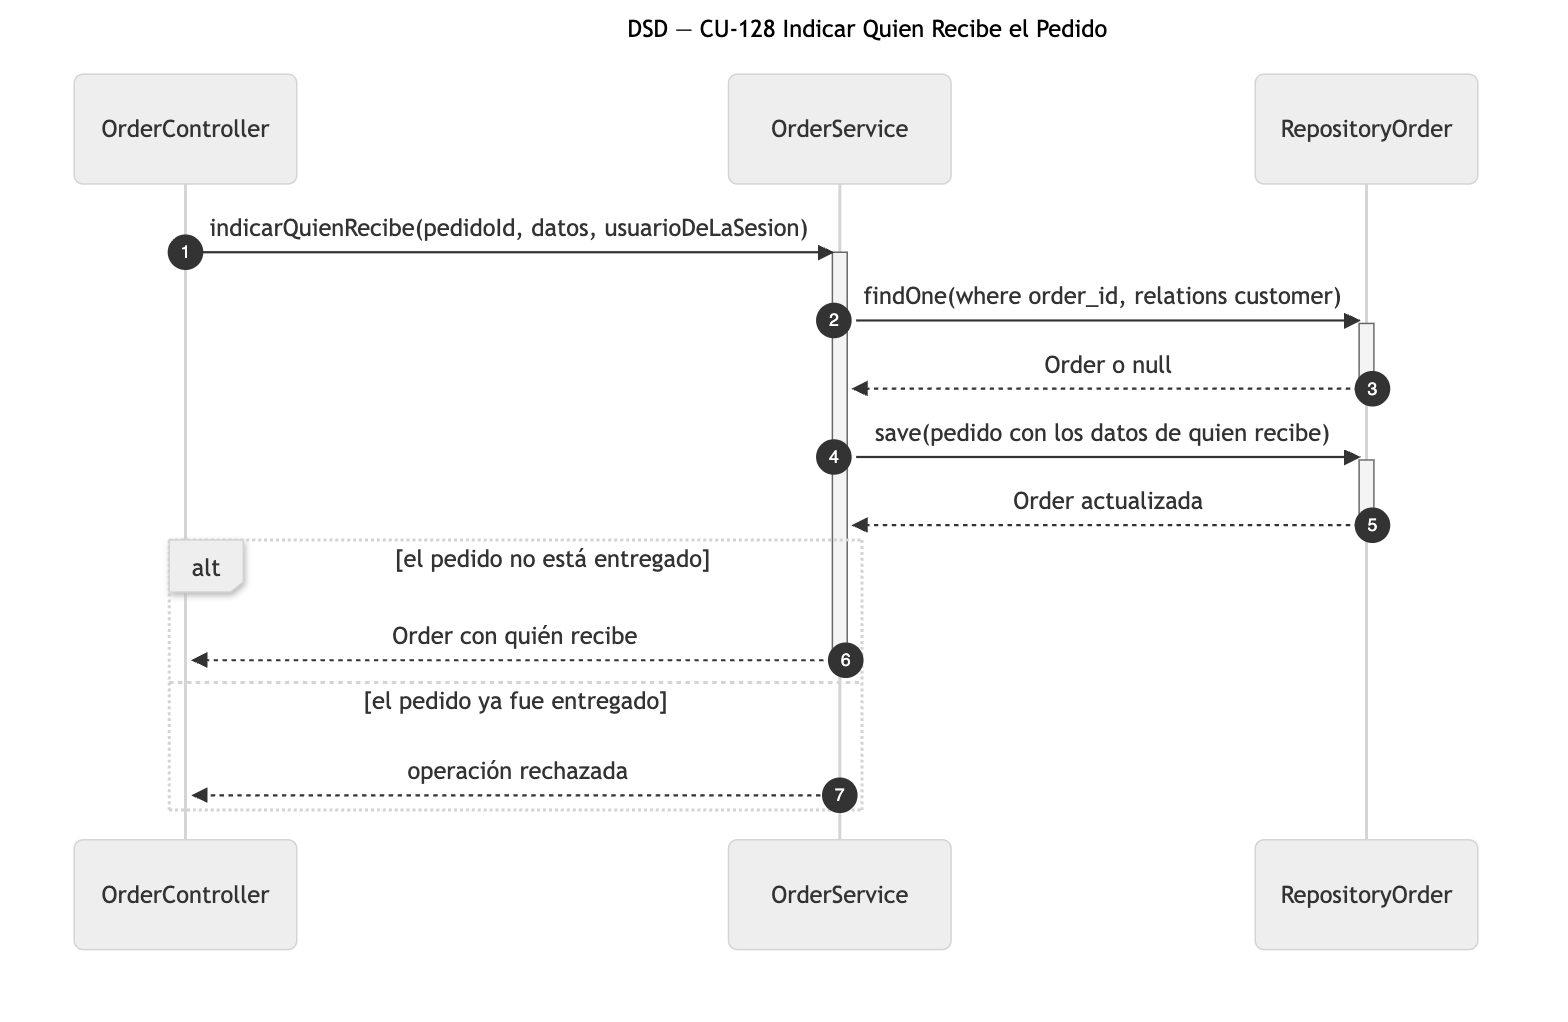 DSD — CU-128 Indicar Quien Recibe el Pedido
OrderController
OrderService
RepositoryOrder
indicarQuienRecibe(pedidoId, datos, usuarioDeLaSesion)
1
findOne(where order_id, relations customer)
2
Order o null
3
save(pedido con los datos de quien recibe)
4
Order actualizada
5
alt
[el pedido no está entregado]
Order con quién recibe
6
[el pedido ya fue entregado]
operación rechazada
7
OrderController
OrderService
RepositoryOrder